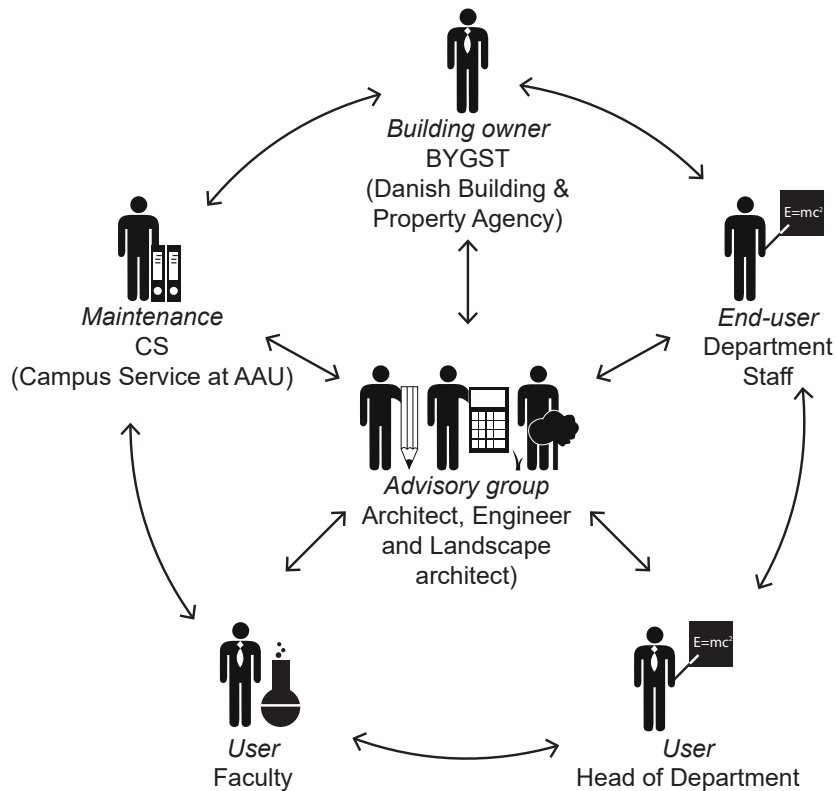 Building owner
BYGST
(Danish Building &
Property Agency)
E=mc²
Maintenance
CS
(Campus Service at AAU)
End-user
Department
Staff
Advisory group
Architect, Engineer
and Landscape
architect)
E=mc²
User
Faculty
User
Head of Department